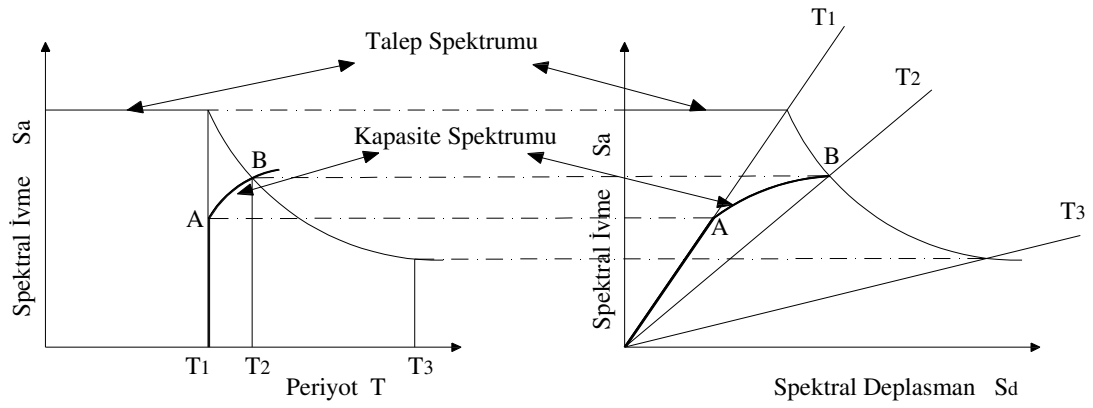 T1
Talep Spektrumu
T2
Spektral İvme Sa
Kapasite Spektrumu
Spektral İvme Sa
B
B
A
A
T3
T1
T2
T3
Periyot T
Spektral Deplasman Sd